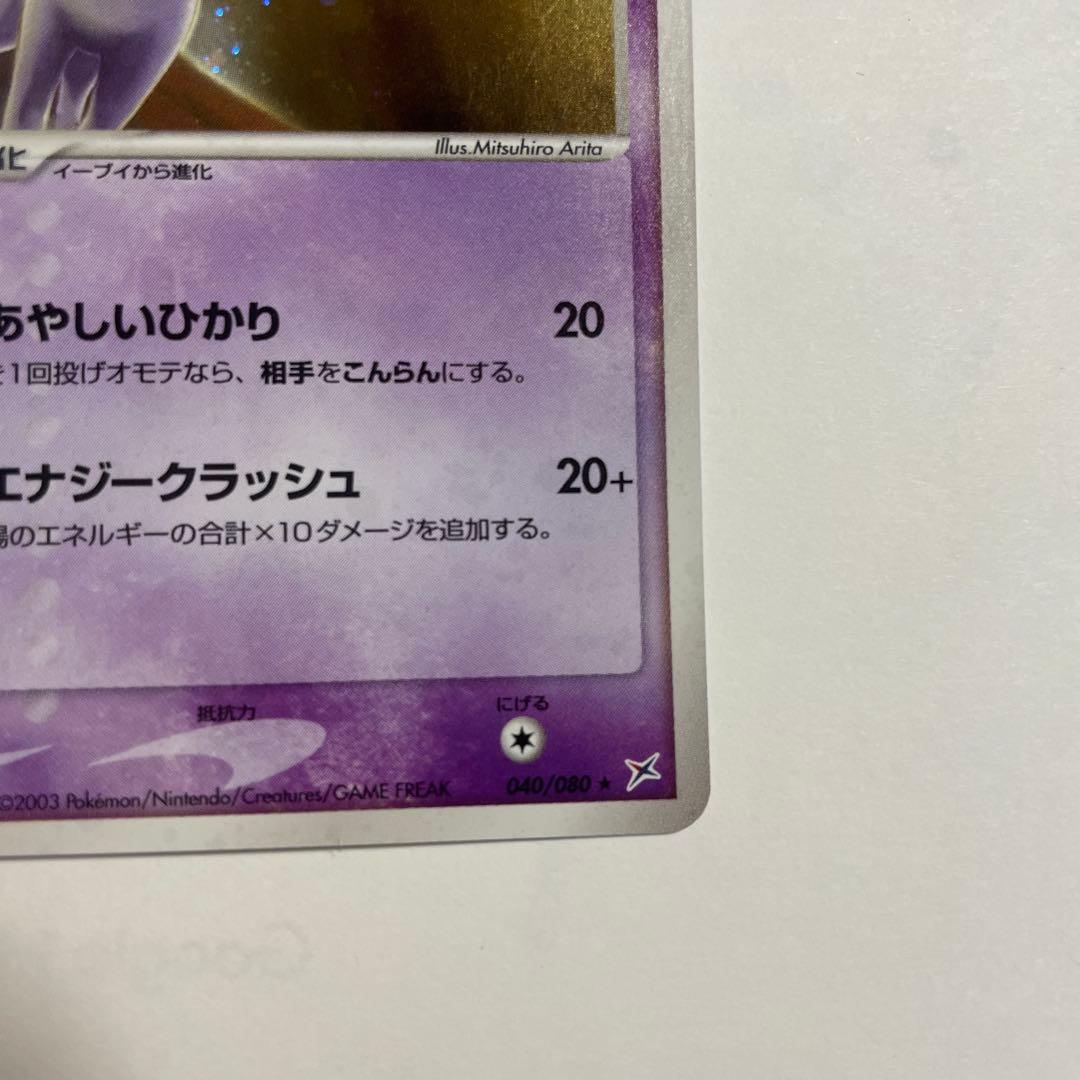 Illus.Mitsuhiro Arita
化 イーブイから進化
あやしいひかり 20
を1回投げオモテなら、相手をこんらんにする。
エナジークラッシュ 20+
場のエネルギーの合計×10ダメージを追加する。
抵抗力 にげる
040/080 ★
©2003 Pokémon/Nintendo/Creatures/GAME FREAK